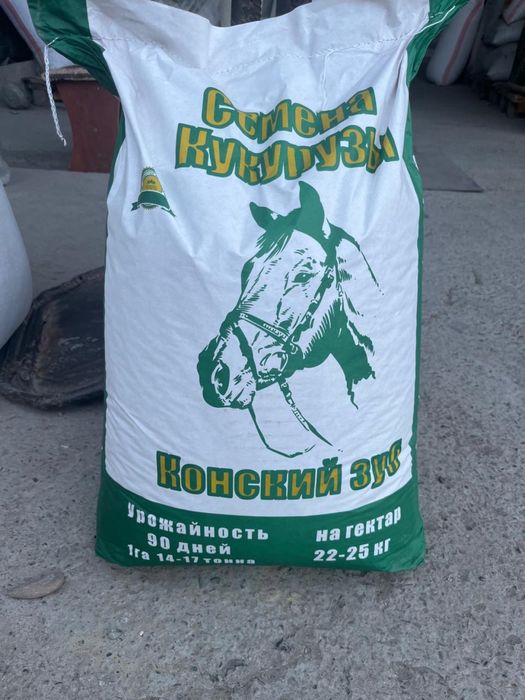 Семена
Кукурузы
Конский зуб
Урожайность
90 дней
1га 14-17 тонна
на гектар
22-25 кг